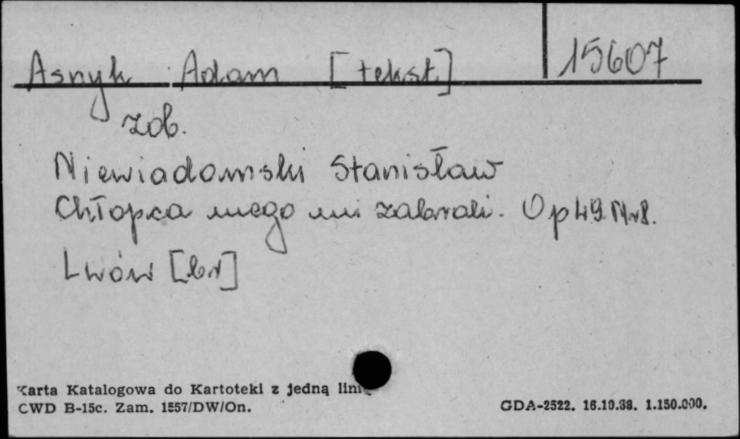 Asnyk Adam [tekst] 15607
zob.
Niewiadomski Stanisław
Chłopca mego mi zabrali. Op 49 Nr 8.
Lwów [br]
Karta Katalogowa do Kartoteki z jedną linią
CWD B-15c. Zam. 1557/DW/On.
GDA-2522. 16.10.38. 1.150.000.